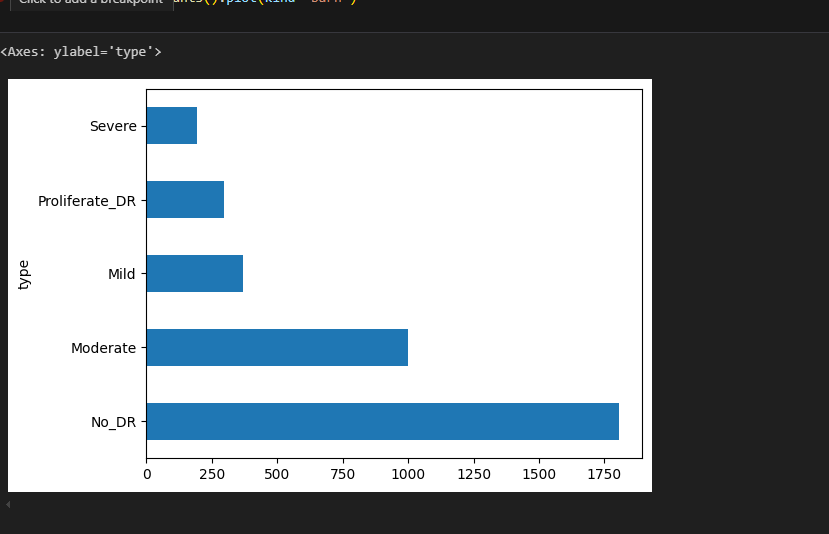 Click to add a breakpoint
<Axes: ylabel='type'>
Severe
Proliferate_DR
Mild
type
Moderate
No_DR
0 250 500 750 1000 1250 1500 1750